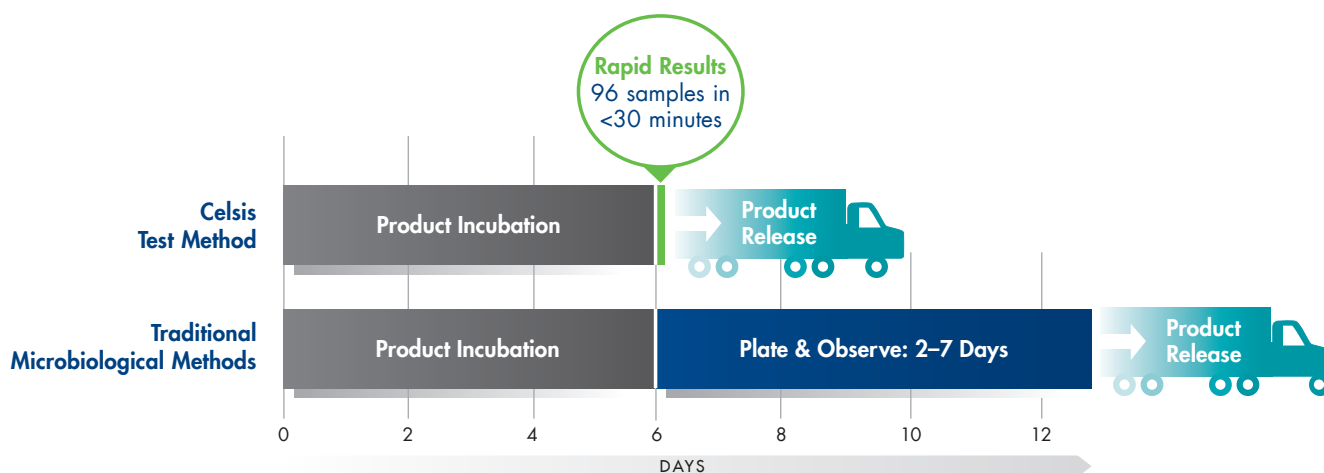 Rapid Results
96 samples in
<30 minutes
Celsis
Test Method
Product Incubation
Product
Release
Traditional
Microbiological Methods
Product Incubation
Plate & Observe: 2–7 Days
Product
Release
0 2 4 6 8 10 12
DAYS